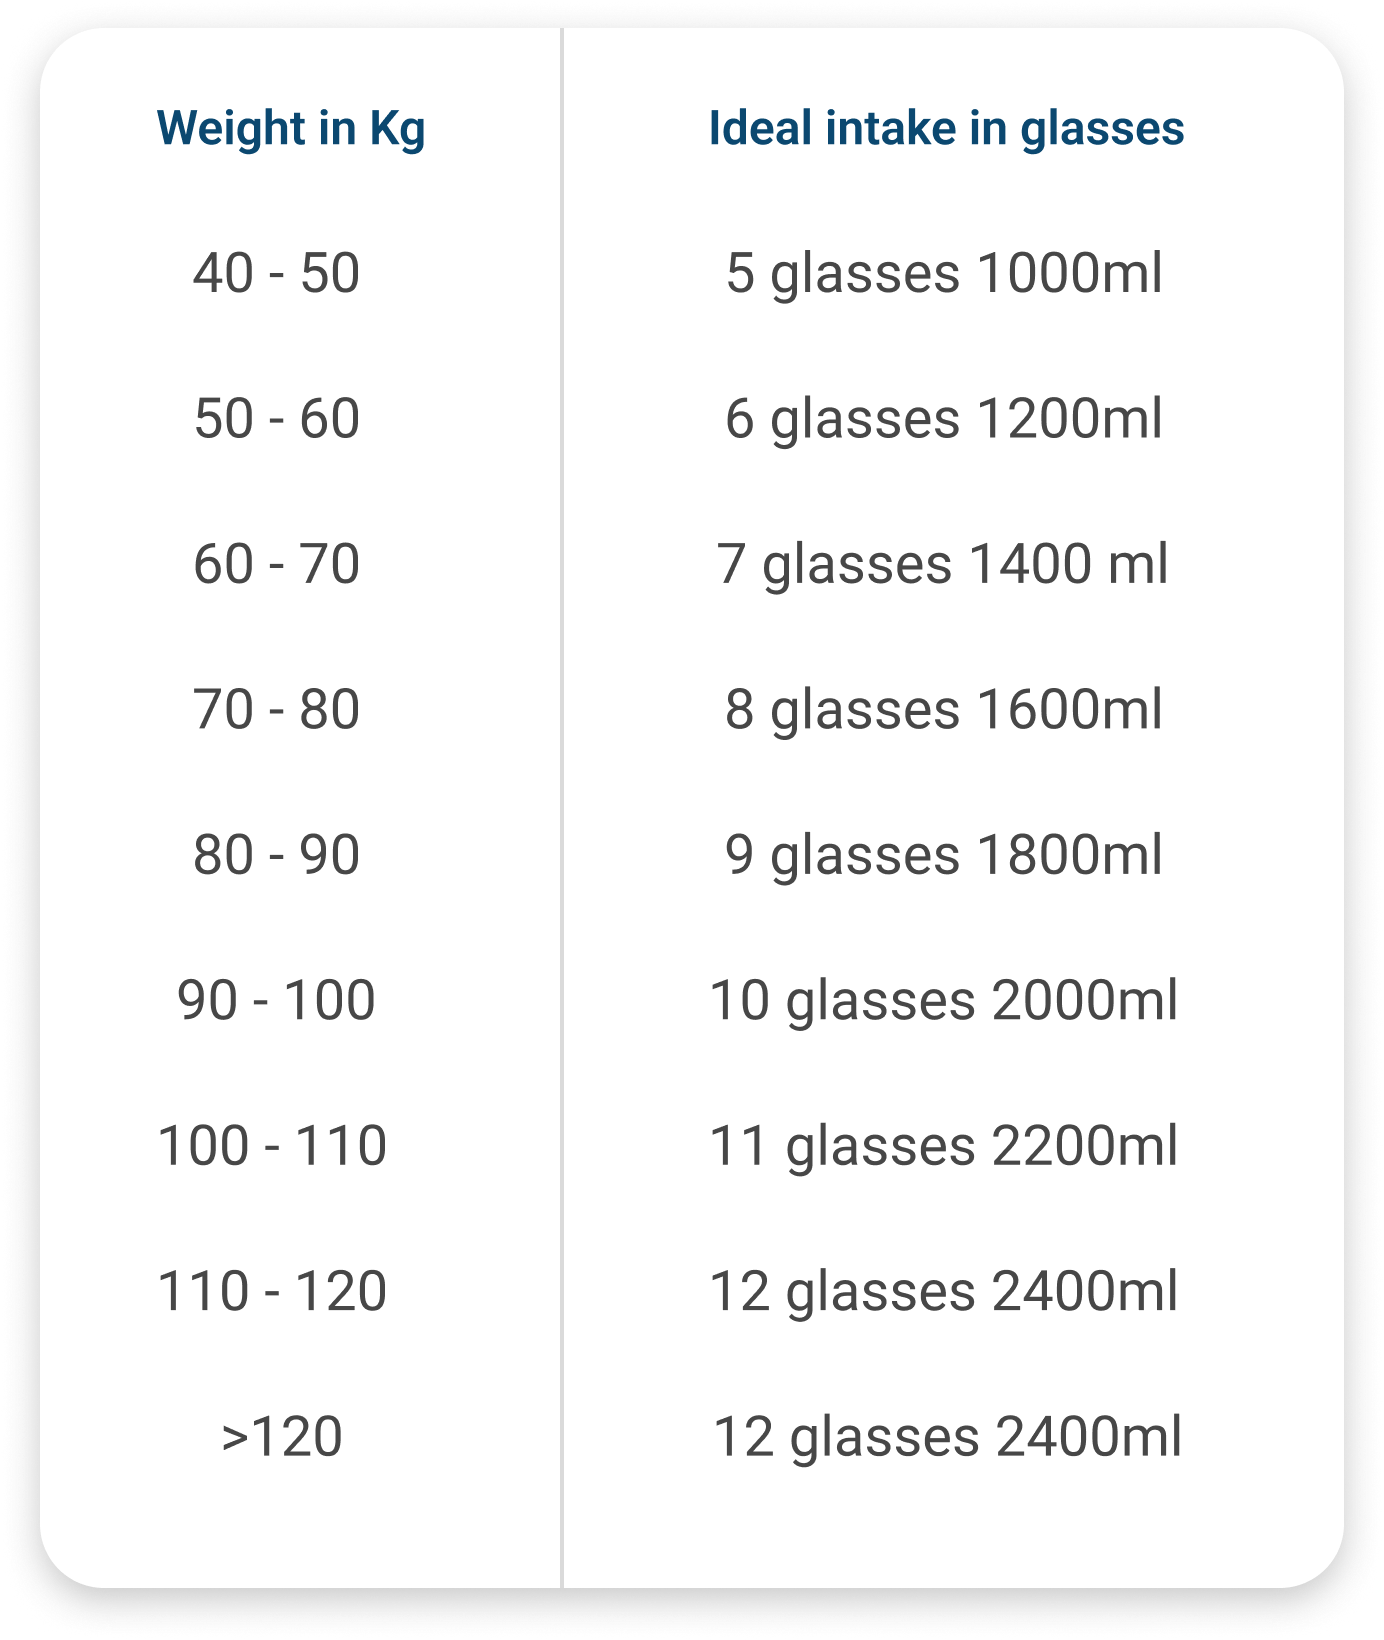 Weight in Kg Ideal intake in glasses
40 - 50 5 glasses 1000ml
50 - 60 6 glasses 1200ml
60 - 70 7 glasses 1400 ml
70 - 80 8 glasses 1600ml
80 - 90 9 glasses 1800ml
90 - 100 10 glasses 2000ml
100 - 110 11 glasses 2200ml
110 - 120 12 glasses 2400ml
>120 12 glasses 2400ml